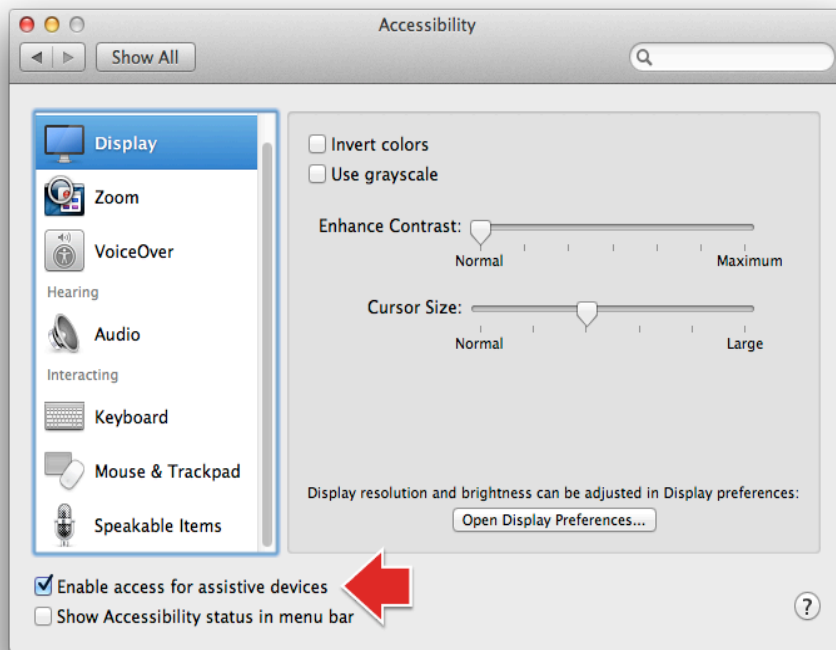 Accessibility
Show All
Display
Zoom
VoiceOver
Hearing
Audio
Interacting
Keyboard
Mouse & Trackpad
Speakable Items
Invert colors
Use grayscale
Enhance Contrast:
Normal Maximum
Cursor Size:
Normal Large
Display resolution and brightness can be adjusted in Display preferences:
Open Display Preferences...
Enable access for assistive devices
Show Accessibility status in menu bar
?